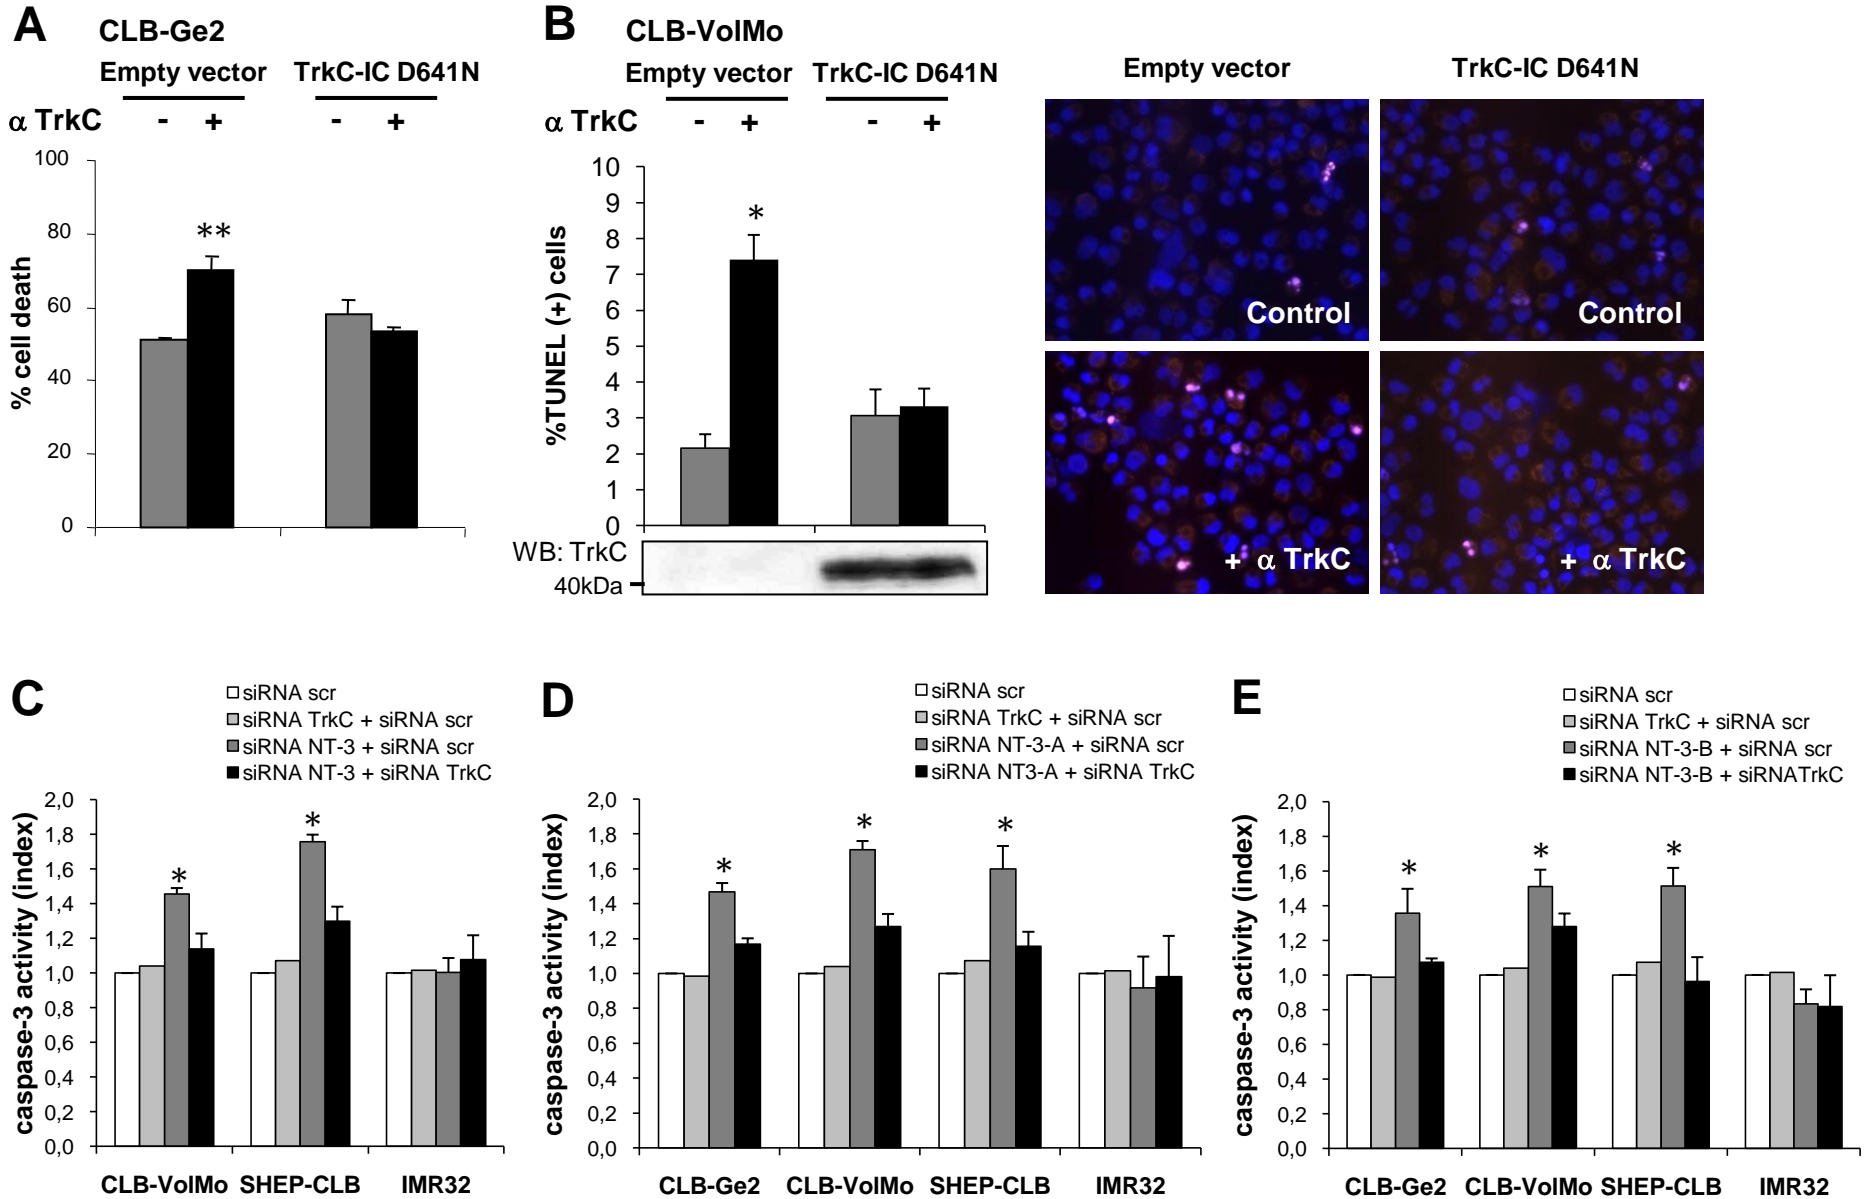 A CLB-Ge2
Empty vector TrkC-IC D641N
α TrkC - + - +
100
80
60
40
20
0
% cell death
**
B CLB-VolMo
Empty vector TrkC-IC D641N
α TrkC - + - +
10
9
8
7
6
5
4
3
2
1
0
%TUNEL (+) cells
*
WB: TrkC
40kDa
Empty vector TrkC-IC D641N
Control Control
+ α TrkC + α TrkC
C
siRNA scr
siRNA TrkC + siRNA scr
siRNA NT-3 + siRNA scr
siRNA NT-3 + siRNA TrkC
caspase-3 activity (index)
2,0
1,8
1,6
1,4
1,2
1,0
0,8
0,6
0,4
0,2
0,0
* *
CLB-VolMo SHEP-CLB IMR32
D
siRNA scr
siRNA TrkC + siRNA scr
siRNA NT-3-A + siRNA scr
siRNA NT3-A + siRNA TrkC
caspase-3 activity (index)
2,0
1,8
1,6
1,4
1,2
1,0
0,8
0,6
0,4
0,2
0,0
* * *
CLB-Ge2 CLB-VolMo SHEP-CLB IMR32
E
siRNA scr
siRNA TrkC + siRNA scr
siRNA NT-3-B + siRNA scr
siRNA NT-3-B + siRNATrkC
caspase-3 activity (index)
2,0
1,8
1,6
1,4
1,2
1,0
0,8
0,6
0,4
0,2
0,0
* * *
CLB-Ge2 CLB-VolMo SHEP-CLB IMR32